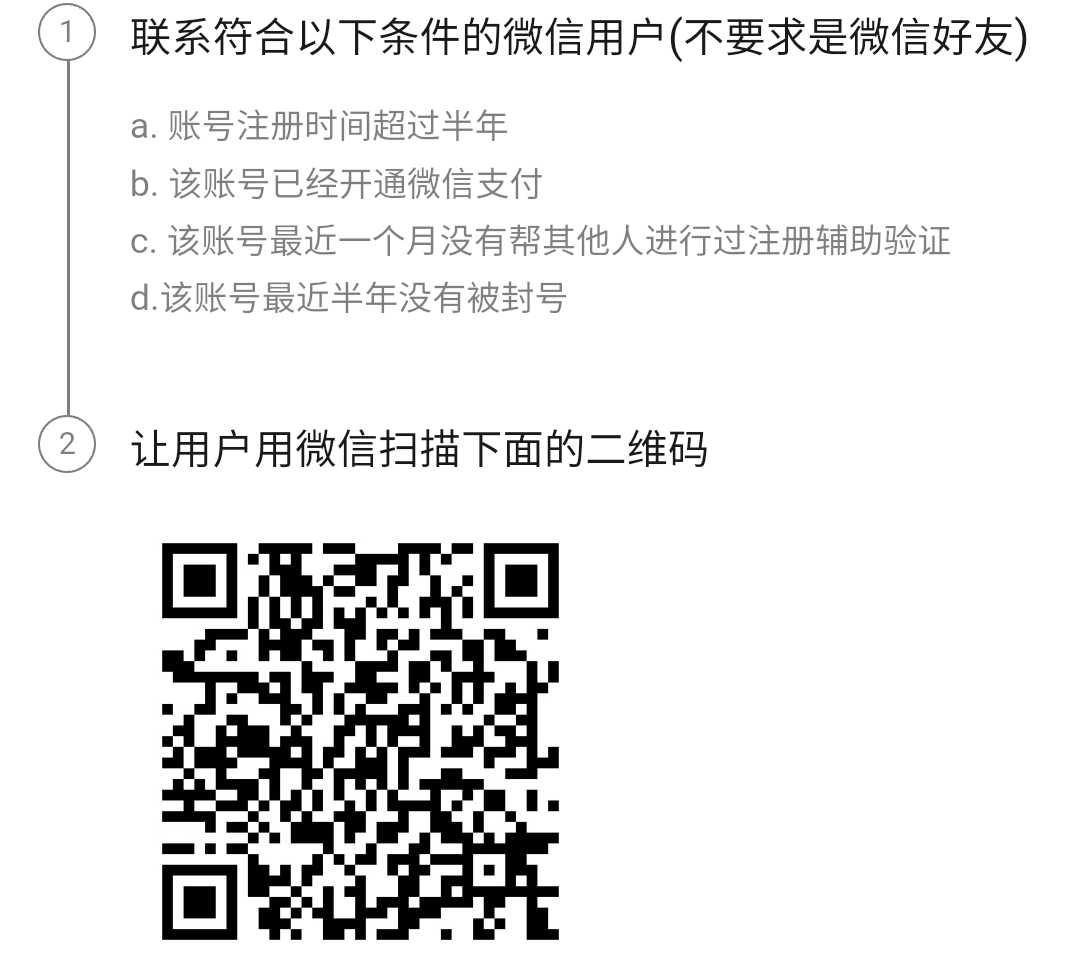 1
联系符合以下条件的微信用户(不要求是微信好友)
a. 账号注册时间超过半年
b. 该账号已经开通微信支付
c. 该账号最近一个月没有帮其他人进行过注册辅助验证
d.该账号最近半年没有被封号
2
让用户用微信扫描下面的二维码